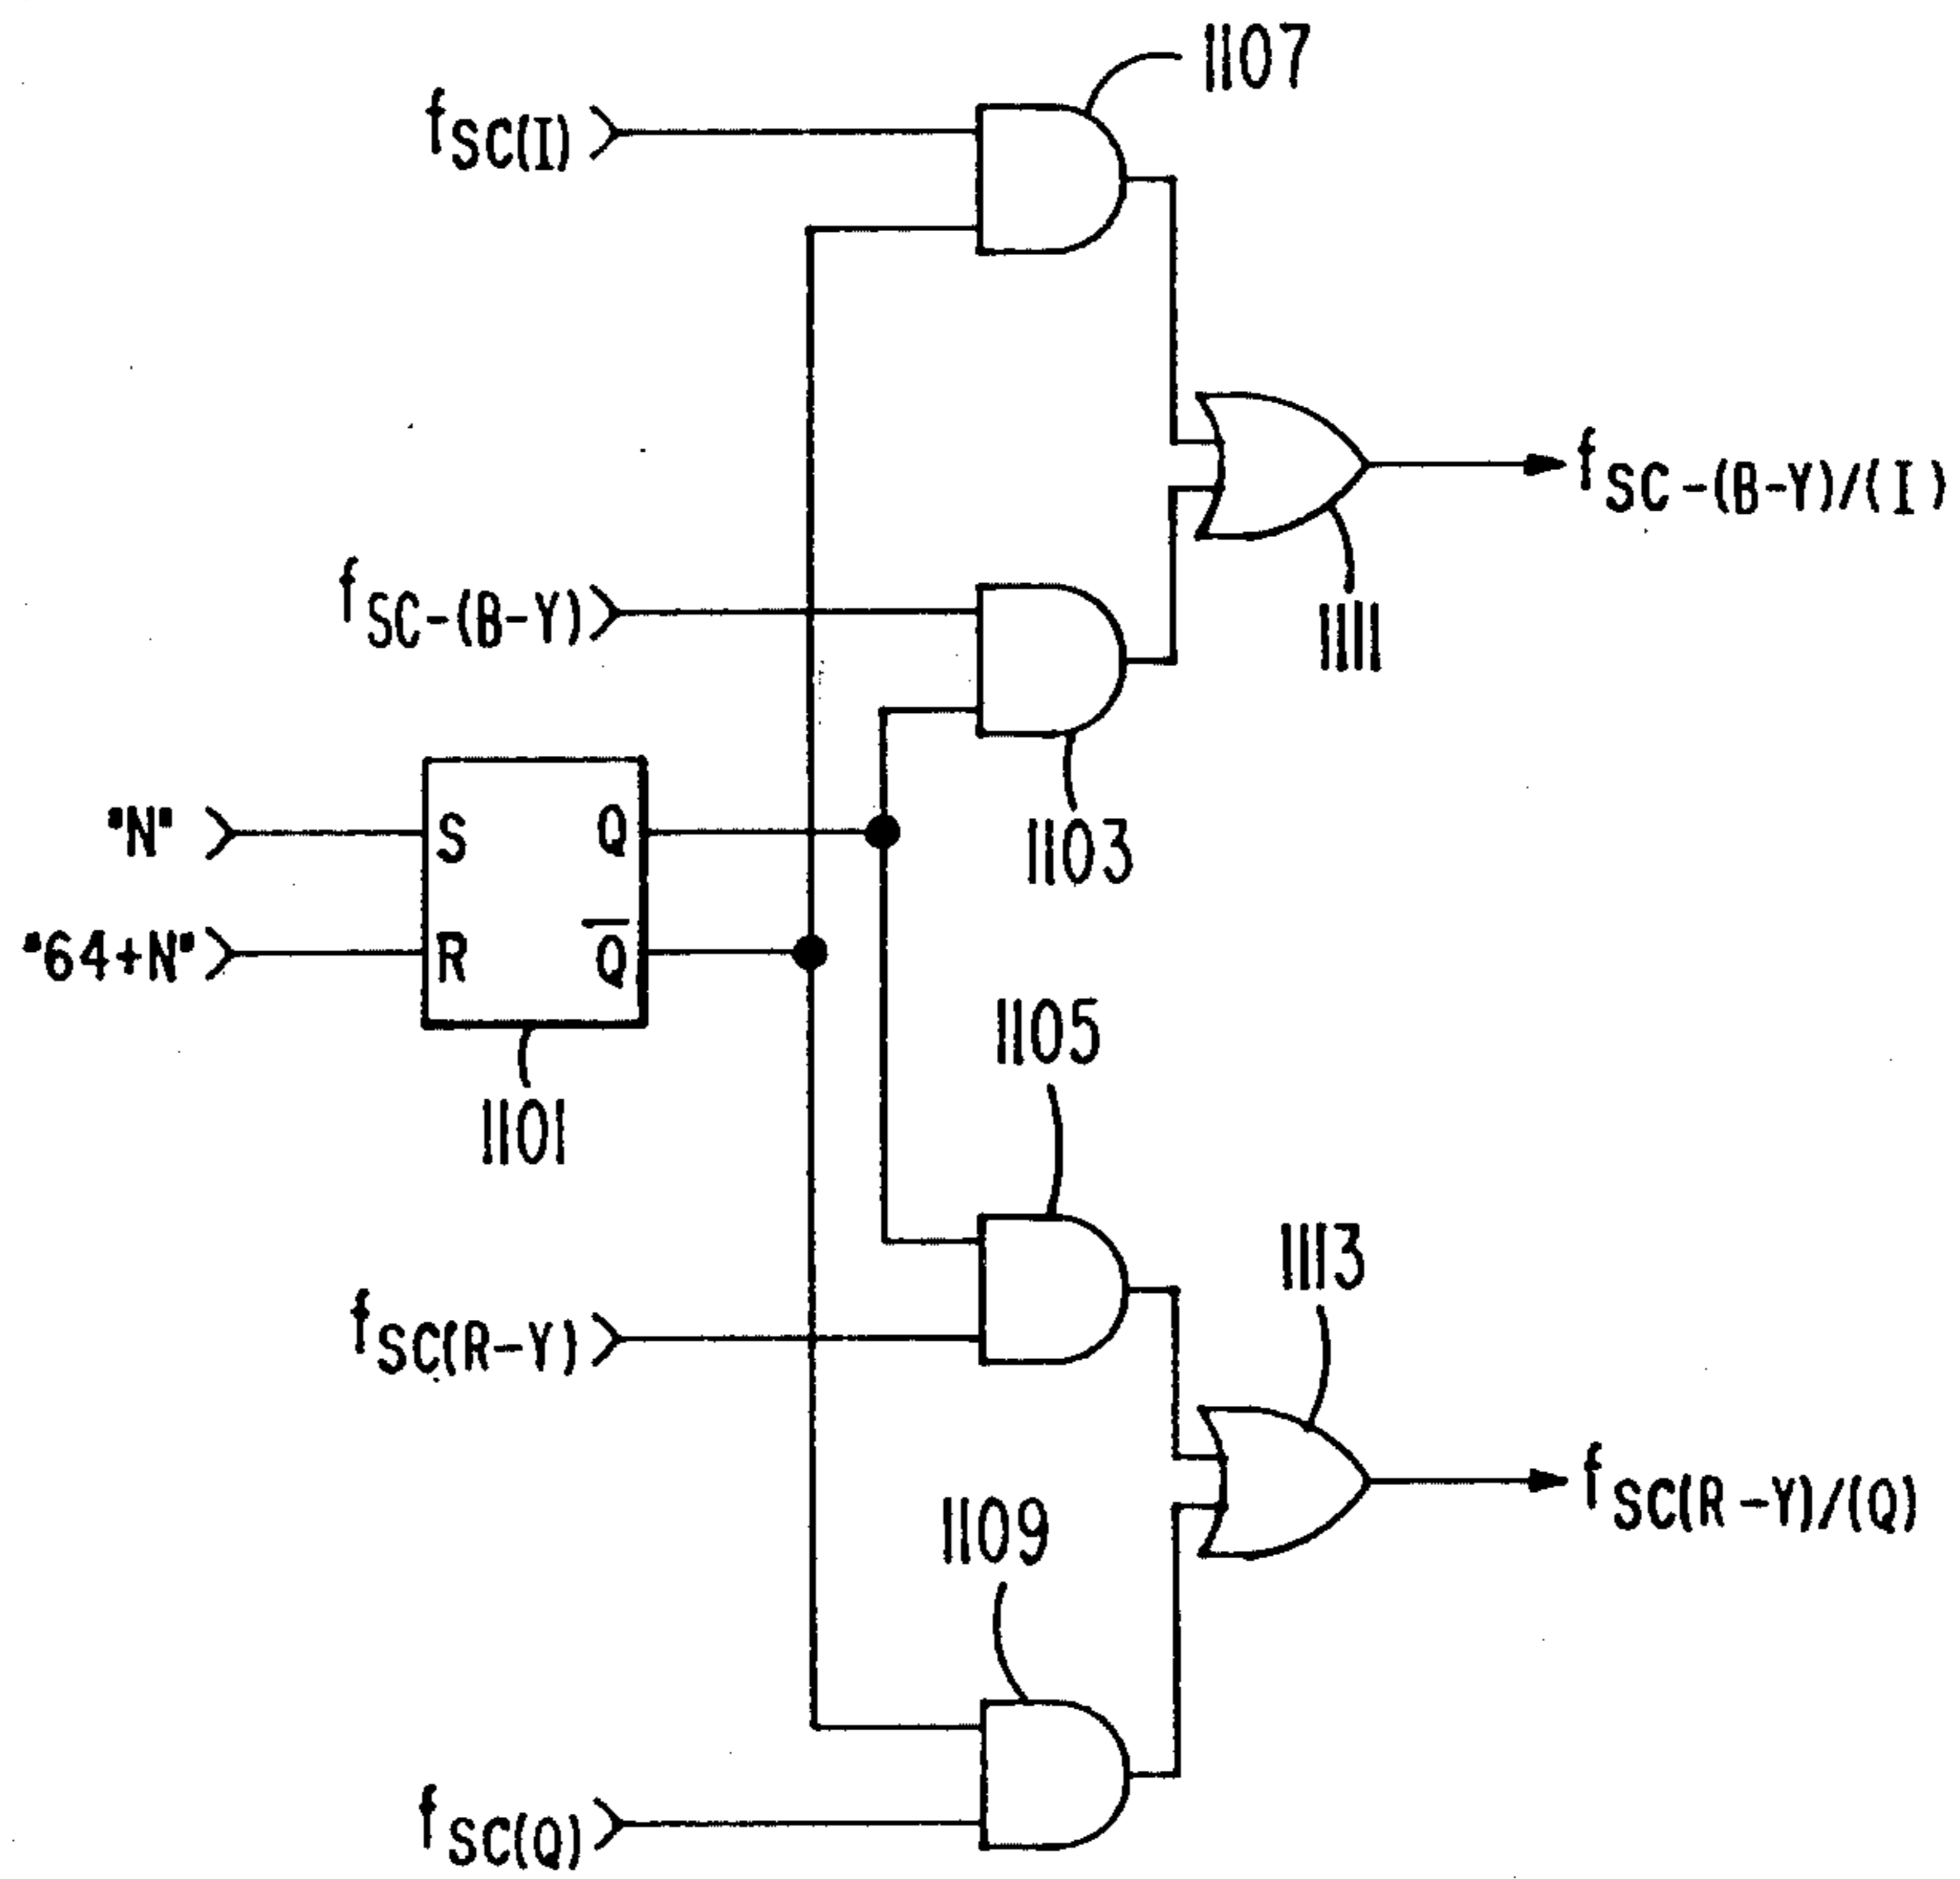 1107
fSC(I)
fSC-(B-Y)/(I)
fSC-(B-Y)
1111
"N"
S
Q
1103
"64+N"
R
Q̅
1105
1101
1113
fSC(R-Y)
fSC(R-Y)/(Q)
1109
fSC(Q)